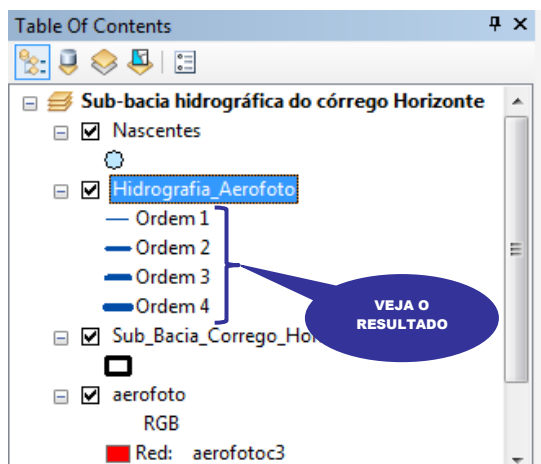 Table Of Contents
Sub-bacia hidrográfica do córrego Horizonte
Nascentes
Hidrografia_Aerofoto
Ordem 1
Ordem 2
Ordem 3
Ordem 4
VEJA O
RESULTADO
Sub_Bacia_Corrego_Hor
aerofoto
RGB
Red: aerofotoc3